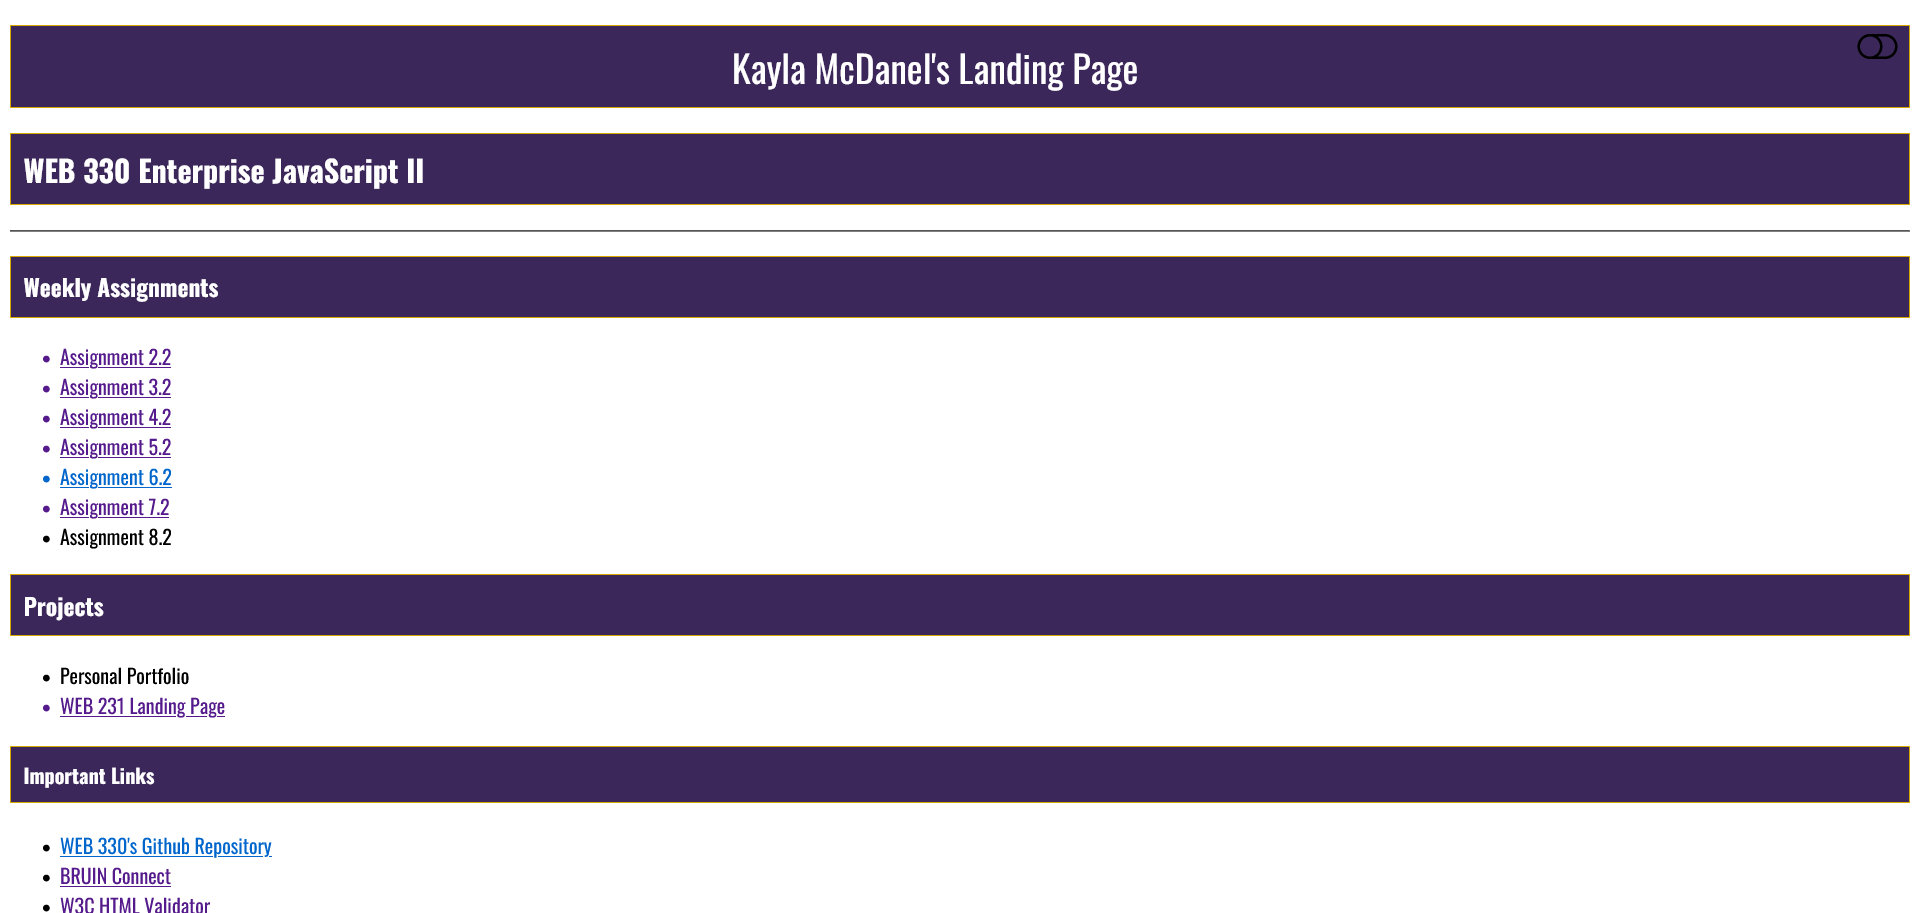 Kayla McDanel's Landing Page
WEB 330 Enterprise JavaScript II
Weekly Assignments
Assignment 2.2
Assignment 3.2
Assignment 4.2
Assignment 5.2
Assignment 6.2
Assignment 7.2
Assignment 8.2
Projects
Personal Portfolio
WEB 231 Landing Page
Important Links
WEB 330's Github Repository
BRUIN Connect
W3C HTML Validator